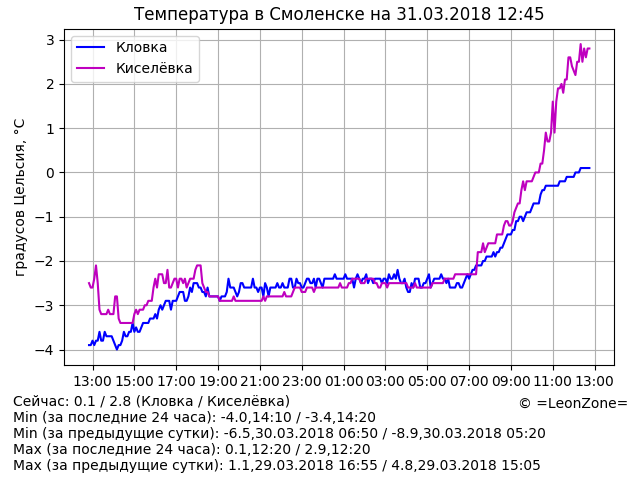 Температура в Смоленске на 31.03.2018 12:45
Кловка
Киселёвка
градусов Цельсия, °C
3
2
1
0
−1
−2
−3
−4
13:00 15:00 17:00 19:00 21:00 23:00 01:00 03:00 05:00 07:00 09:00 11:00 13:00
Сейчас: 0.1 / 2.8 (Кловка / Киселёвка)
© =LeonZone=
Min (за последние 24 часа): -4.0,14:10 / -3.4,14:20
Min (за предыдущие сутки): -6.5,30.03.2018 06:50 / -8.9,30.03.2018 05:20
Max (за последние 24 часа): 0.1,12:20 / 2.9,12:20
Max (за предыдущие сутки): 1.1,29.03.2018 16:55 / 4.8,29.03.2018 15:05